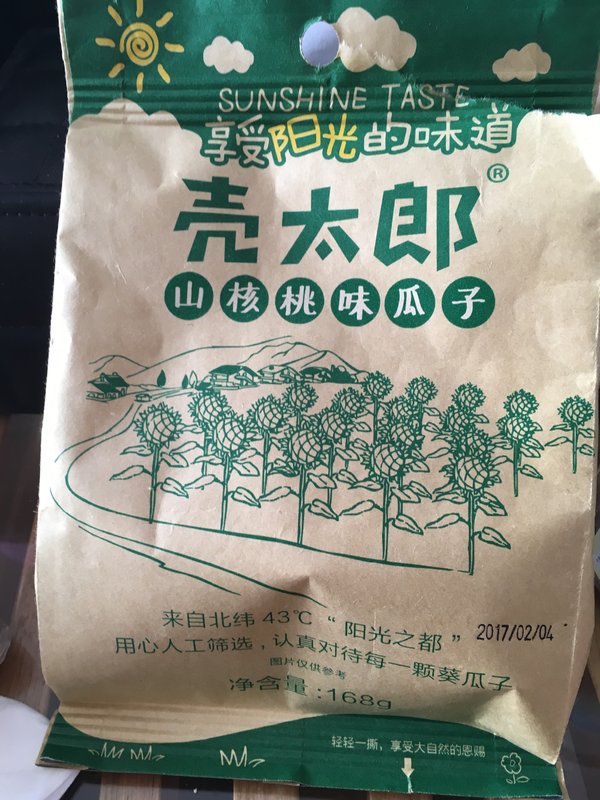 SUNSHINE TASTE
享受阳光的味道
壳太郎®
山核桃味瓜子
来自北纬 43℃ “阳光之都” 2017/02/04
用心人工筛选，认真对待每一颗葵瓜子
图片仅供参考
净含量：168g
轻轻一撕，享受大自然的恩赐